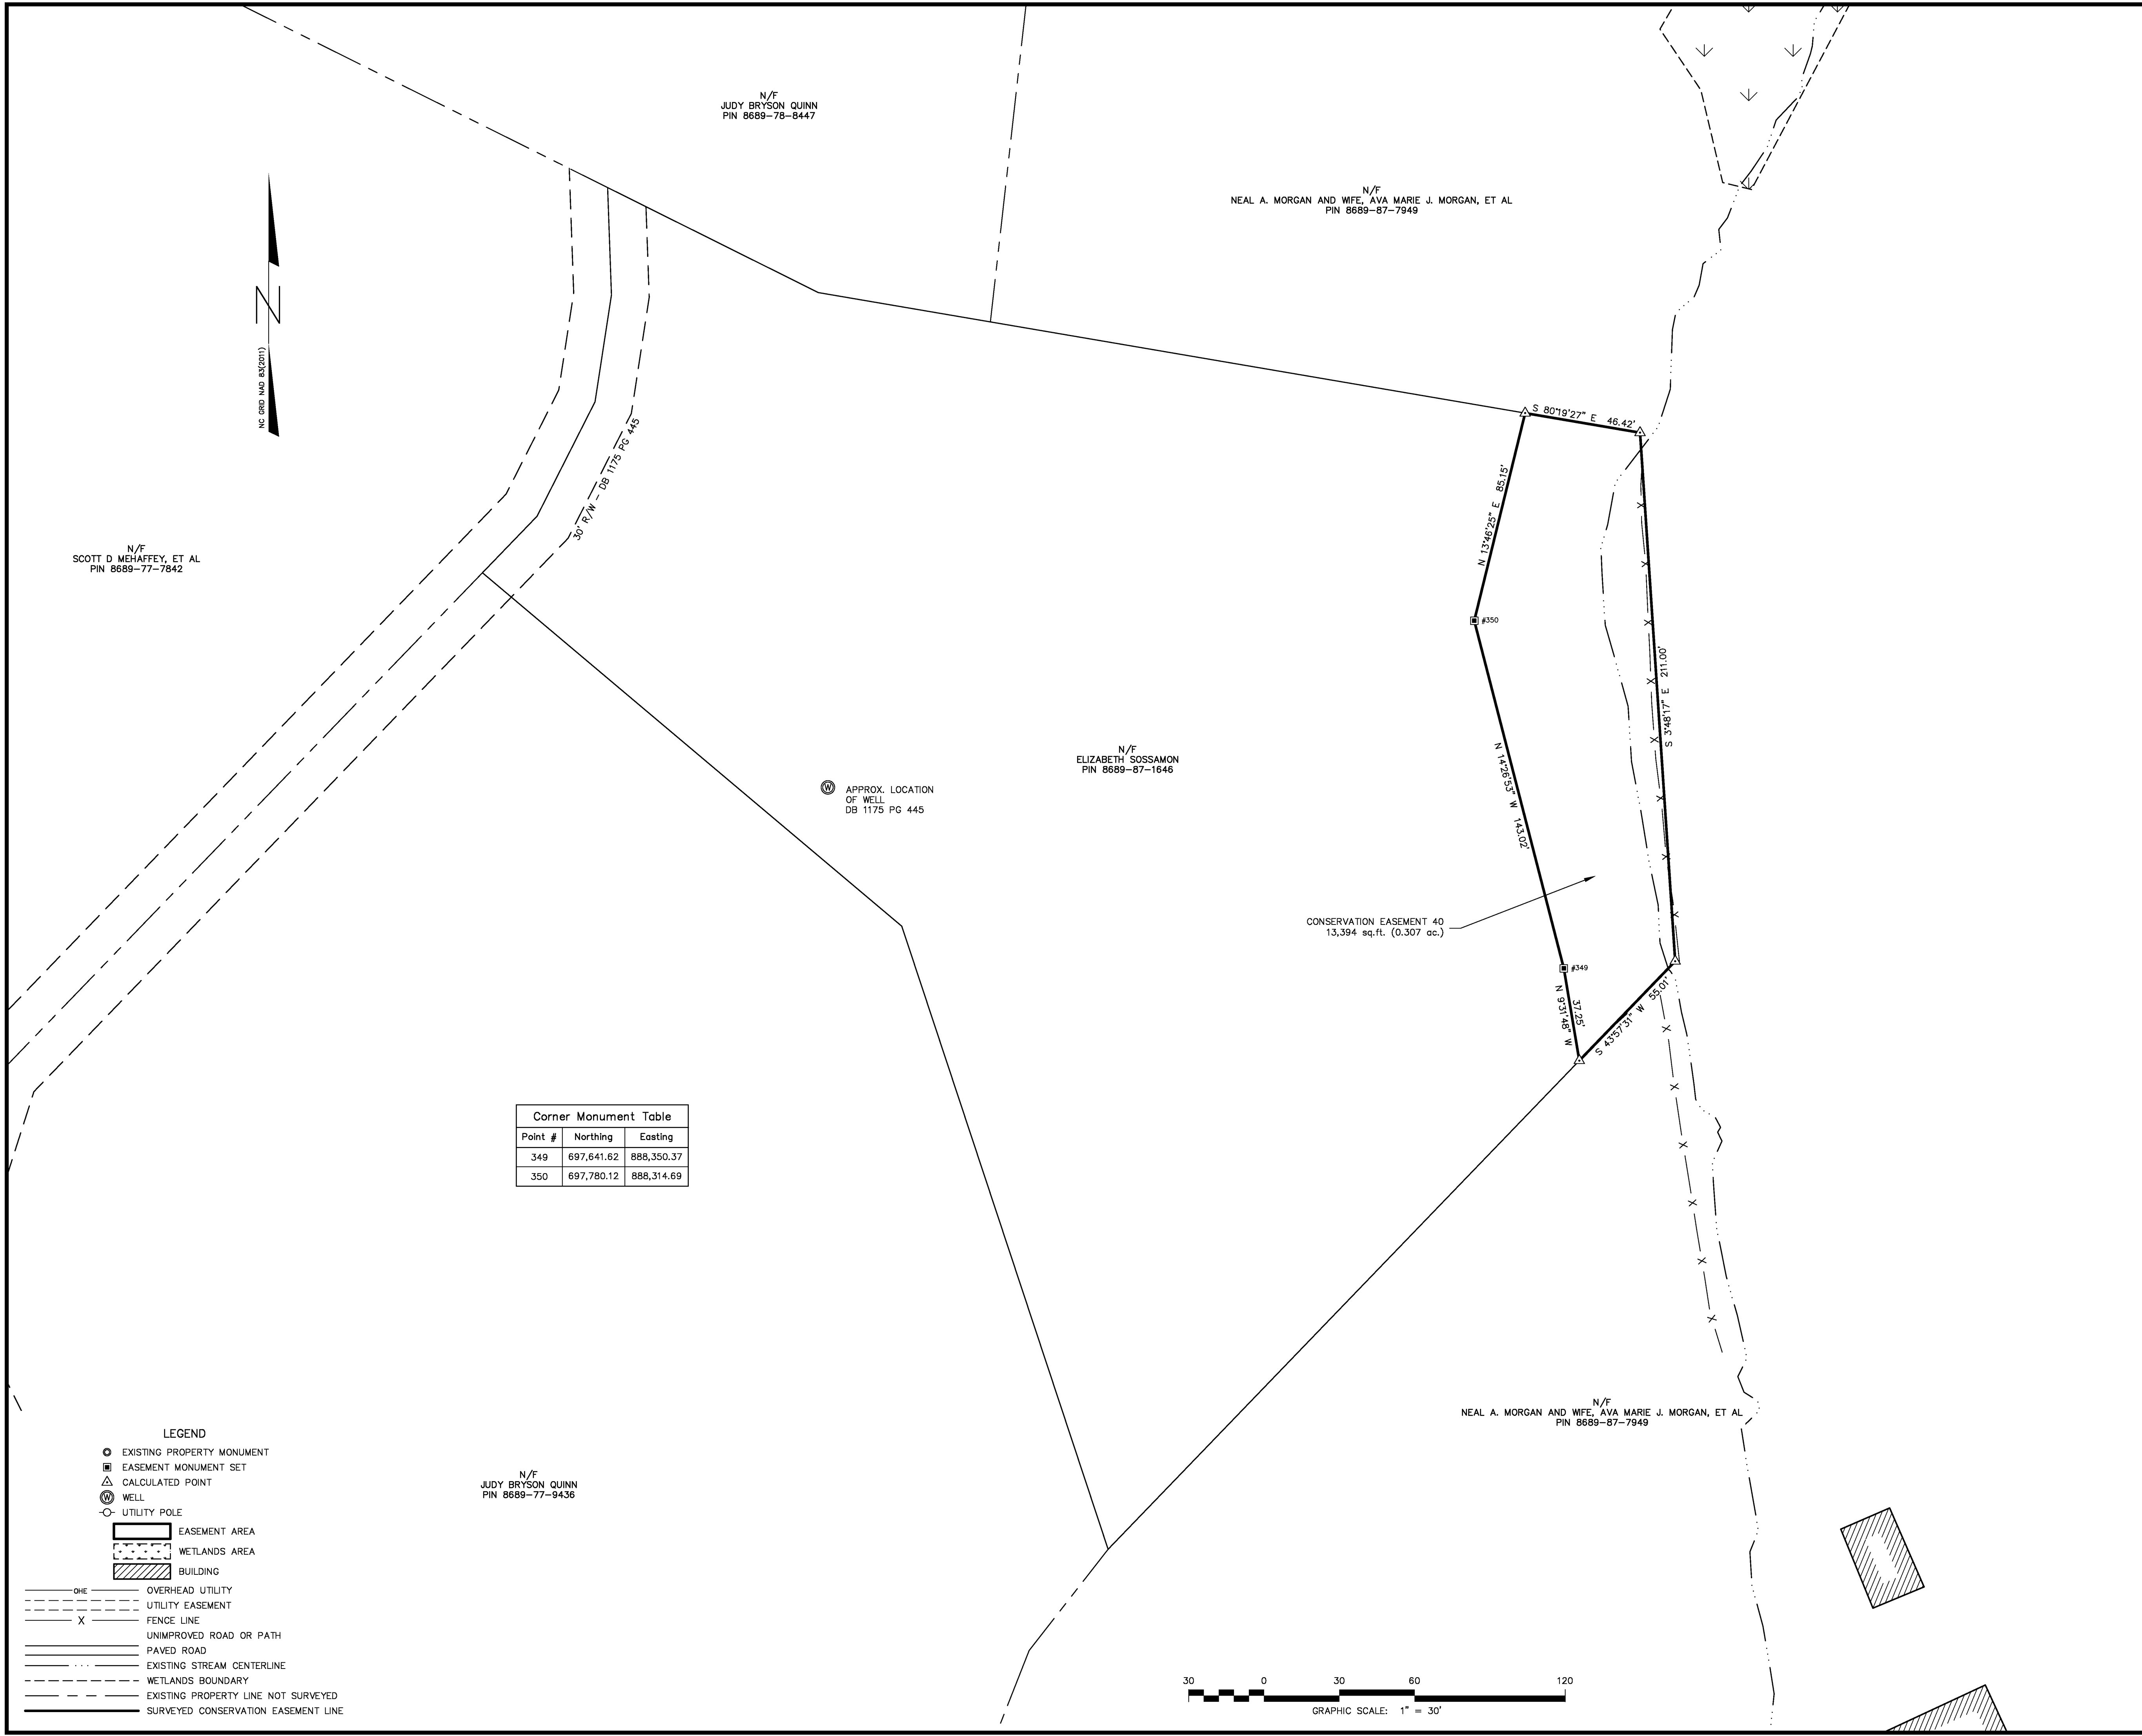 N/F
JUDY BRYSON QUINN
PIN 8689-78-8447
N/F
NEAL A. MORGAN AND WIFE, AVA MARIE J. MORGAN, ET AL
PIN 8689-87-7949
N
NC GRID NAD 83(2011)
30' R/W - DB 1175 PG 445
N/F
SCOTT D MEHAFFEY, ET AL
PIN 8689-77-7842
S 80°19'27" E 46.42'
N 13°46'25" E 85.15'
#350
S 3°48'17" E 211.00'
N 14°26'53" W 143.02'
N/F
ELIZABETH SOSSAMON
PIN 8689-87-1646
W
APPROX. LOCATION
OF WELL
DB 1175 PG 445
CONSERVATION EASEMENT 40
13,394 sq.ft. (0.307 ac.)
#349
N 9°31'48" W
37.25'
S 43°57'31" W 55.01'
Corner Monument Table
Point # Northing Easting
349 697,641.62 888,350.37
350 697,780.12 888,314.69
N/F
NEAL A. MORGAN AND WIFE, AVA MARIE J. MORGAN, ET AL
PIN 8689-87-7949
N/F
JUDY BRYSON QUINN
PIN 8689-77-9436
LEGEND
EXISTING PROPERTY MONUMENT
EASEMENT MONUMENT SET
CALCULATED POINT
W WELL
UTILITY POLE
EASEMENT AREA
WETLANDS AREA
BUILDING
OHE OVERHEAD UTILITY
UTILITY EASEMENT
X FENCE LINE
UNIMPROVED ROAD OR PATH
PAVED ROAD
EXISTING STREAM CENTERLINE
WETLANDS BOUNDARY
EXISTING PROPERTY LINE NOT SURVEYED
SURVEYED CONSERVATION EASEMENT LINE
30 0 30 60 120
GRAPHIC SCALE: 1" = 30'